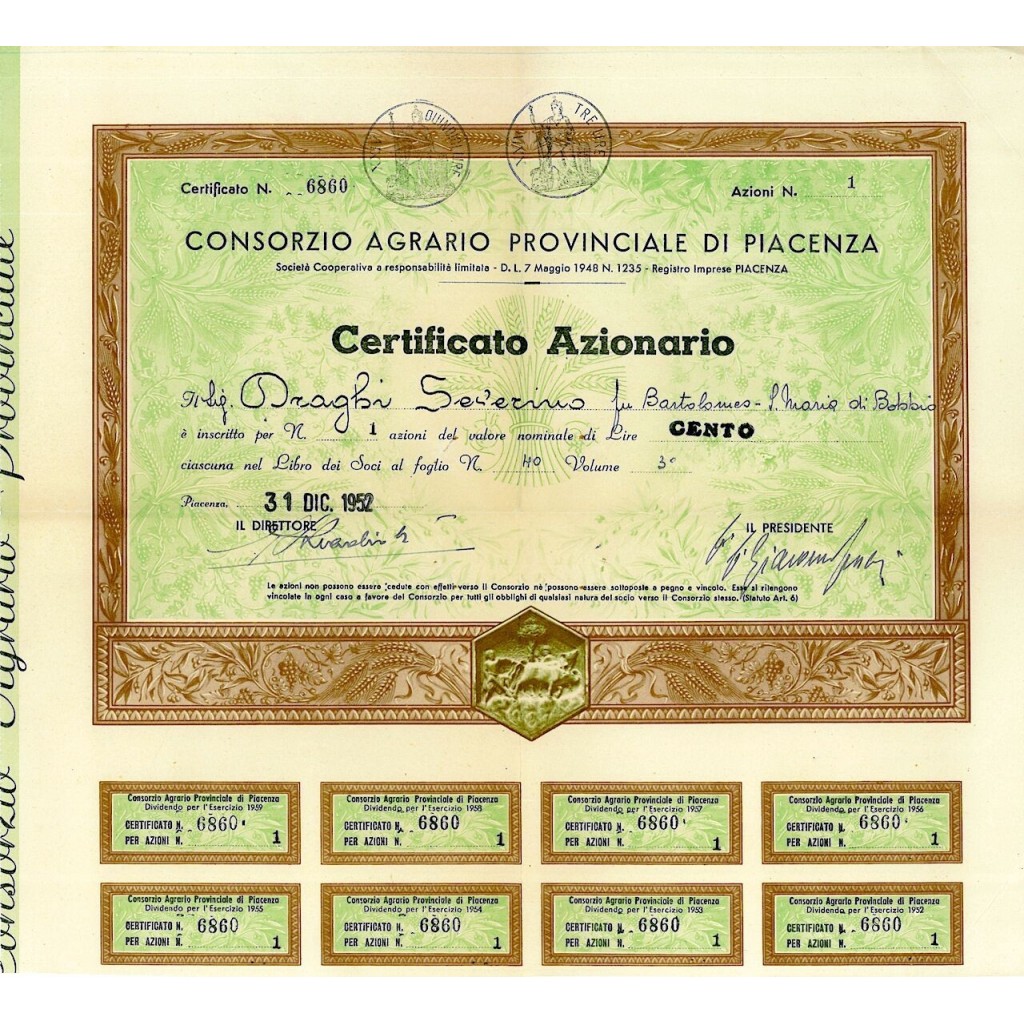 QUINDICI LIRE
TRE LIRE
Certificato N. 6860
Azioni N. 1
CONSORZIO AGRARIO PROVINCIALE DI PIACENZA
Società Cooperativa a responsabilità limitata - D. L. 7 Maggio 1948 N. 1235 - Registro Imprese PIACENZA
Certificato Azionario
Il Sig. Draghi Severino fu Bartolomeo - S. Maria di Bobbio
è inscritto per N. 1 azioni del valore nominale di Lire CENTO
ciascuna nel Libro dei Soci al foglio N. 40 Volume 3°
Piacenza, 31 DIC. 1952
IL DIRETTORE
IL PRESIDENTE
Le azioni non possono essere cedute con effetti verso il Consorzio nè possono essere sottoposte a pegno e vincolo. Esse si ritengono
vincolate in ogni caso a favore del Consorzio per tutti gli obblighi di qualsiasi natura del socio verso il Consorzio stesso. (Statuto Art. 6)
Consorzio Agrario Provinciale
Consorzio Agrario Provinciale di Piacenza
Dividendo per l'Esercizio 1959
CERTIFICATO N. 6860
PER AZIONI N. 1
Consorzio Agrario Provinciale di Piacenza
Dividendo per l'Esercizio 1958
CERTIFICATO N. 6860
PER AZIONI N. 1
Consorzio Agrario Provinciale di Piacenza
Dividendo per l'Esercizio 1957
CERTIFICATO N. 6860
PER AZIONI N. 1
Consorzio Agrario Provinciale di Piacenza
Dividendo per l'Esercizio 1956
CERTIFICATO N. 6860
PER AZIONI N. 1
Consorzio Agrario Provinciale di Piacenza
Dividendo per l'Esercizio 1955
CERTIFICATO N. 6860
PER AZIONI N. 1
Consorzio Agrario Provinciale di Piacenza
Dividendo per l'Esercizio 1954
CERTIFICATO N. 6860
PER AZIONI N. 1
Consorzio Agrario Provinciale di Piacenza
Dividendo per l'Esercizio 1953
CERTIFICATO N. 6860
PER AZIONI N. 1
Consorzio Agrario Provinciale di Piacenza
Dividendo per l'Esercizio 1952
CERTIFICATO N. 6860
PER AZIONI N. 1